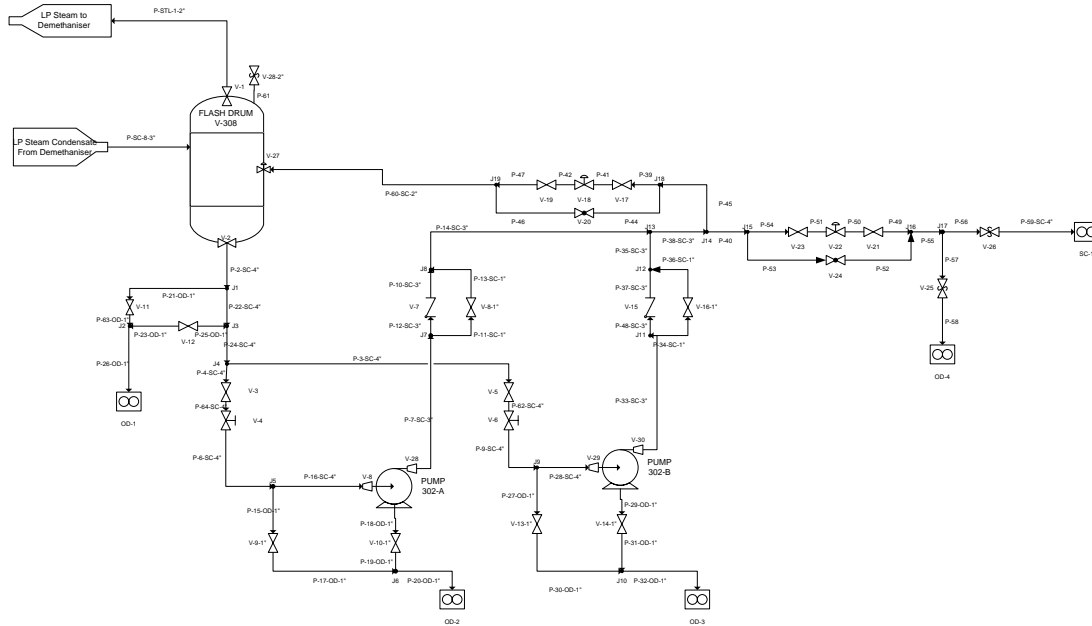 P-STL-1-2"
LP Steam to
Demethaniser
V-28-2"
V-1
P-61
FLASH DRUM
V-308
P-SC-8-3"
LP Steam Condensate
From Demethaniser
V-27
P-60-SC-2"
J19
P-47
P-42
P-41
P-39
J18
V-19
V-18
V-17
P-46
V-20
P-44
P-45
V-2
P-14-SC-3"
J13
P-35-SC-3"
P-38-SC-3"
J14
P-40
J15
P-54
P-51
P-50
P-49
J16
J17
P-56
P-59-SC-4"
V-23
V-22
V-21
P-55
V-26
SC-1
P-53
V-24
P-52
P-57
V-25
P-58
OD-4
P-2-SC-4"
J1
P-21-OD-1"
P-22-SC-4"
V-11
P-63-OD-1"
J2
J3
P-23-OD-1"
P-25-OD-1"
V-12
P-24-SC-4"
P-26-OD-1"
OD-1
J4
P-3-SC-4"
P-4-SC-4"
V-3
P-64-SC-4"
V-4
P-6-SC-4"
J8
P-13-SC-1"
P-10-SC-3"
V-7
V-8-1"
P-12-SC-3"
J7
P-11-SC-1"
P-7-SC-3"
J12
P-36-SC-1"
P-37-SC-3"
V-15
V-16-1"
P-48-SC-3"
J11
P-34-SC-1"
P-33-SC-3"
V-5
P-62-SC-4"
V-6
P-9-SC-4"
J5
P-16-SC-4"
V-8
V-28
PUMP
302-A
P-15-OD-1"
P-18-OD-1"
V-9-1"
V-10-1"
P-19-OD-1"
P-17-OD-1"
J6
P-20-OD-1"
OD-2
J9
P-28-SC-4"
V-29
V-30
PUMP
302-B
P-27-OD-1"
P-29-OD-1"
V-13-1"
V-14-1"
P-31-OD-1"
P-30-OD-1"
J10
P-32-OD-1"
OD-3